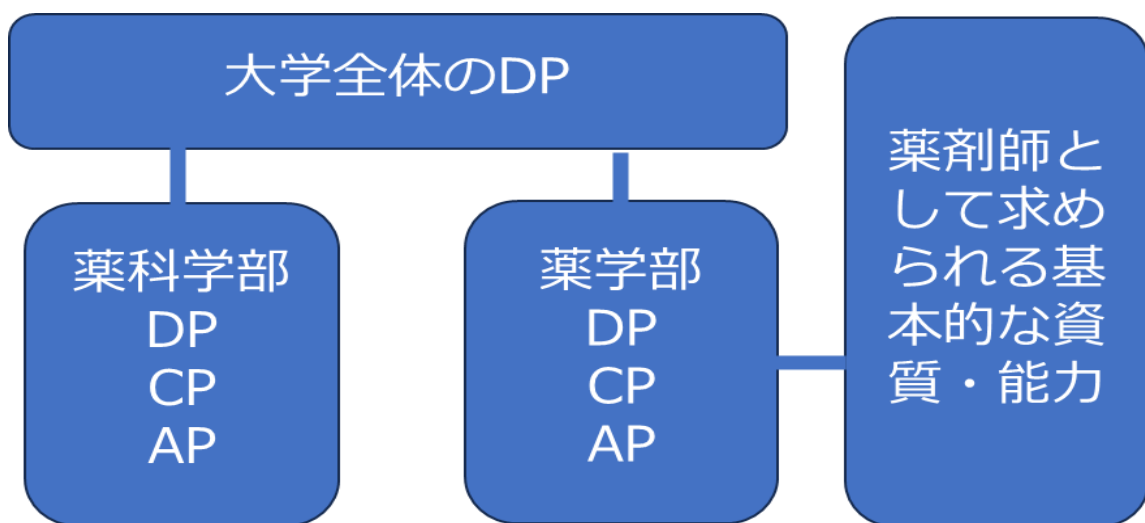 大学全体のDP
薬科学部
DP
CP
AP
薬学部
DP
CP
AP
薬剤師と
して求め
られる基
本的な資
質・能力